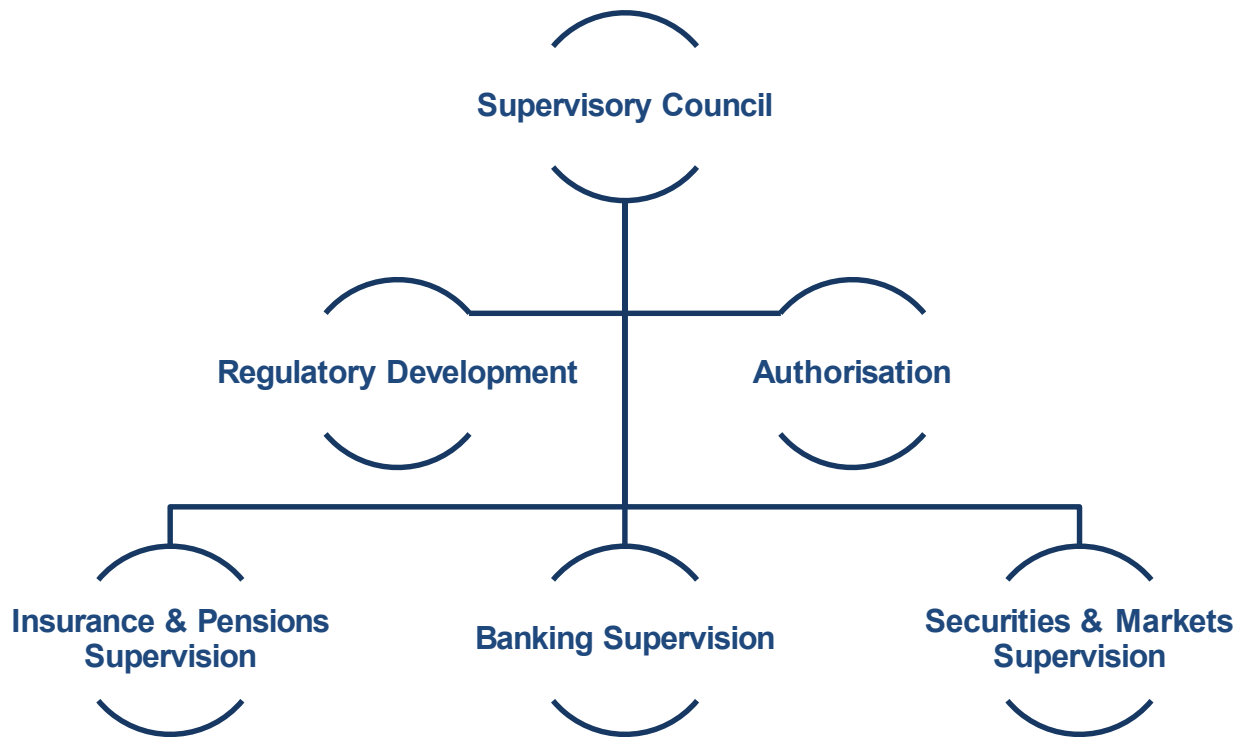 Supervisory Council
Regulatory Development
Authorisation
Insurance & Pensions
Supervision
Banking Supervision
Securities & Markets
Supervision